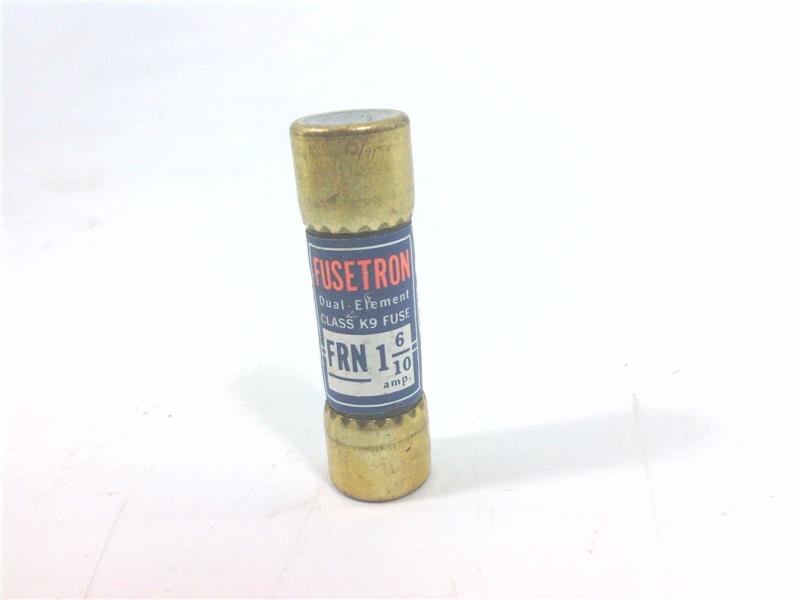 FUSETRON
Dual-Element
CLASS K9 FUSE
FRN 1 6/10
amp.